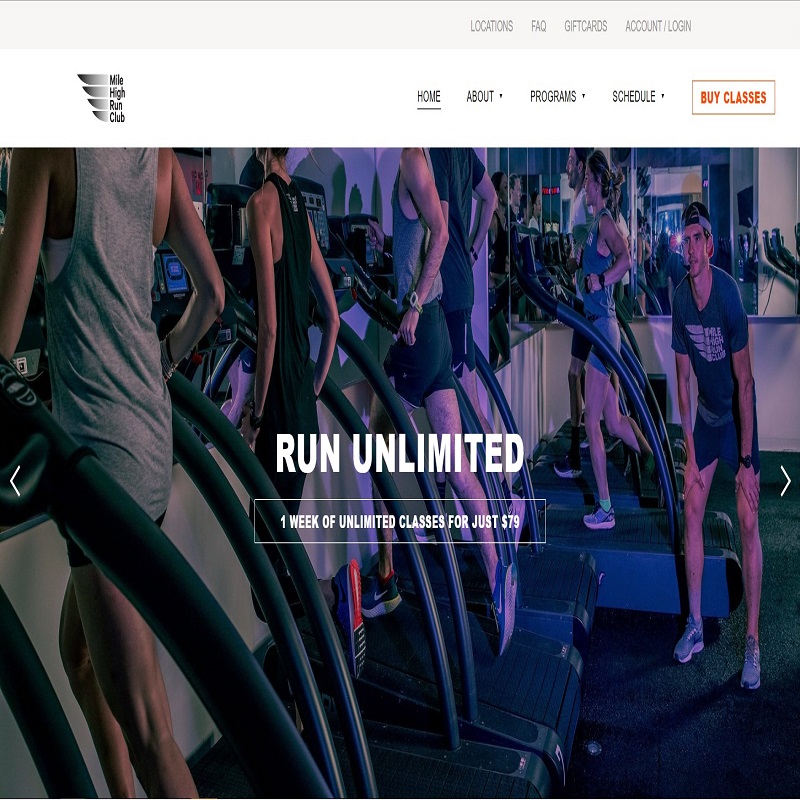 LOCATIONS FAQ GIFTCARDS ACCOUNT / LOGIN
Mile
High
Run
Club
HOME ABOUT PROGRAMS SCHEDULE BUY CLASSES
MILE
HIGH
RUN
CLUB
RUN UNLIMITED
1 WEEK OF UNLIMITED CLASSES FOR JUST $79